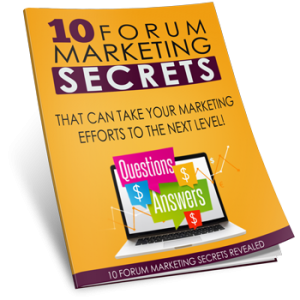 10 FORUM
MARKETING
SECRETS
THAT CAN TAKE YOUR MARKETING
EFFORTS TO THE NEXT LEVEL!
Questions
$
$
Answers
10 FORUM MARKETING SECRETS REVEALED